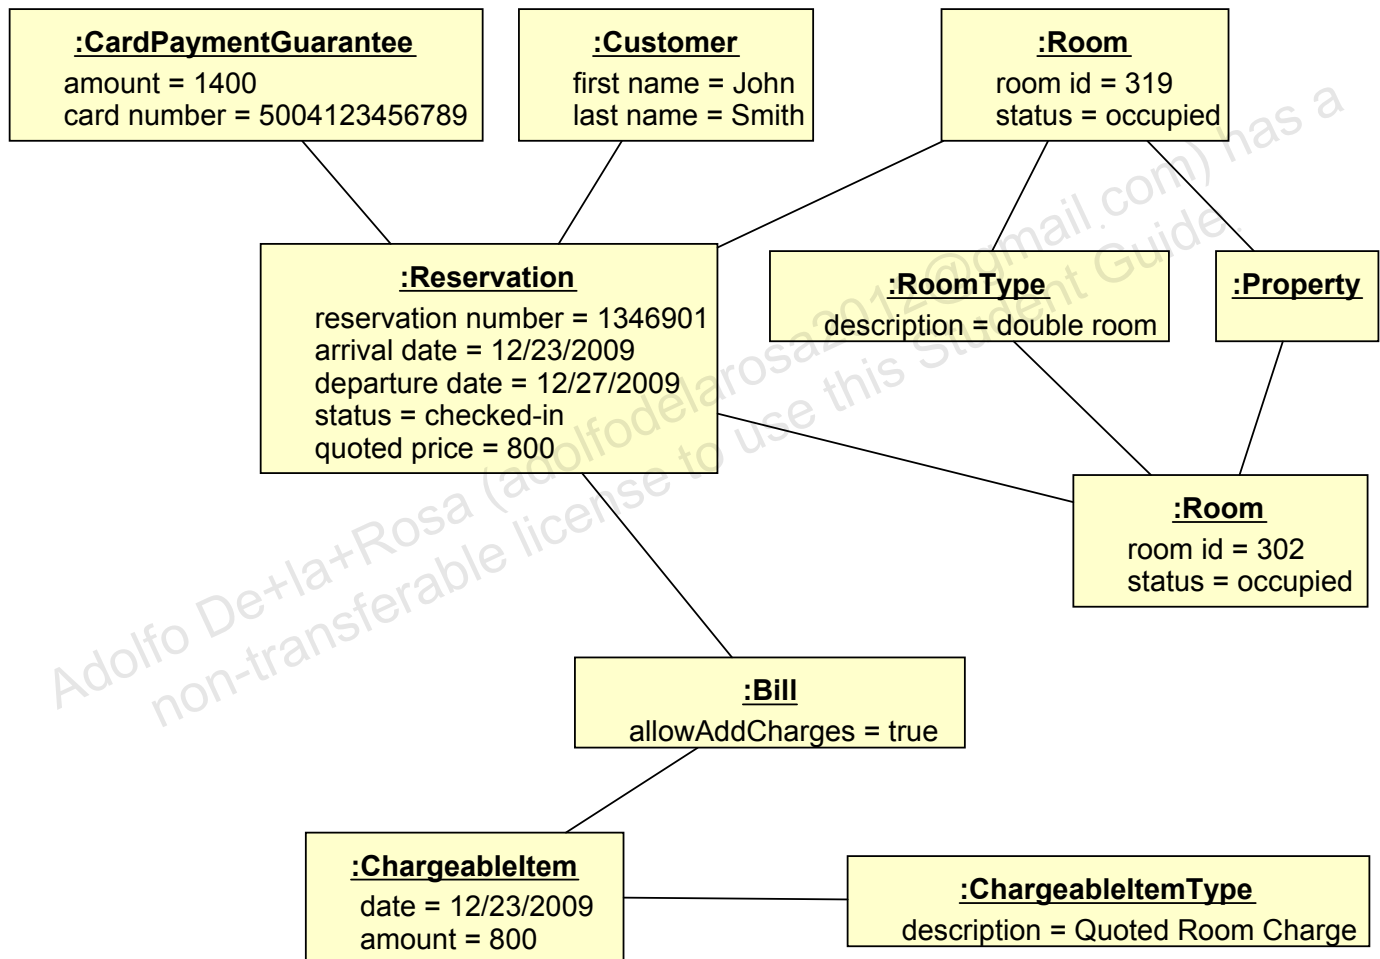 :CardPaymentGuarantee
amount = 1400
card number = 5004123456789
:Customer
first name = John
last name = Smith
:Room
room id = 319
status = occupied
:Reservation
reservation number = 1346901
arrival date = 12/23/2009
departure date = 12/27/2009
status = checked-in
quoted price = 800
:RoomType
description = double room
:Property
:Room
room id = 302
status = occupied
:Bill
allowAddCharges = true
:ChargeableItem
date = 12/23/2009
amount = 800
:ChargeableItemType
description = Quoted Room Charge
Adolfo De+la+Rosa (adolfodelarosa2012@gmail.com) has a
non-transferable license to use this Student Guide.